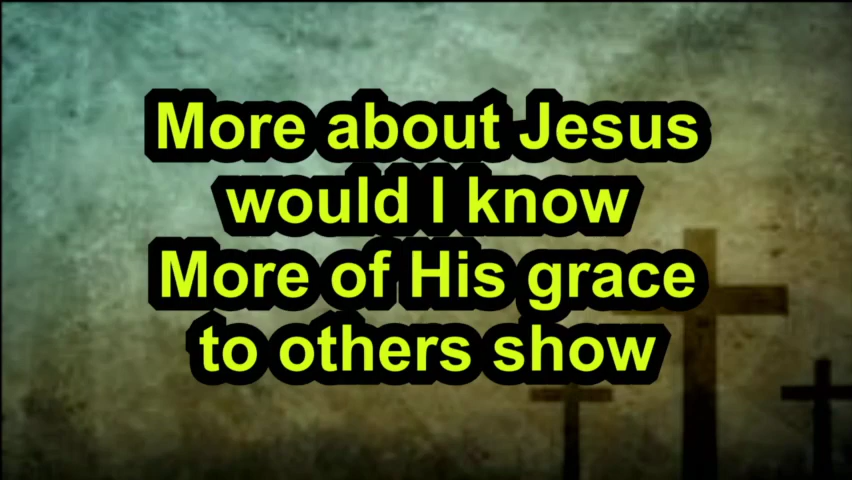 More about Jesus
would I know
More of His grace
to others show